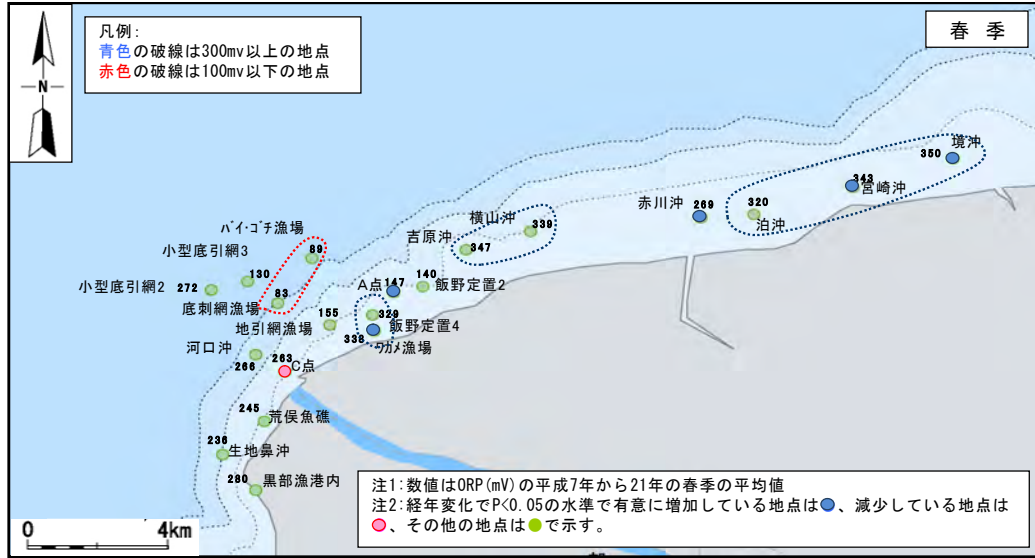 凡例:
青色の破線は300mv以上の地点
赤色の破線は100mv以下の地点
春 季
N
境沖
350
343
宮崎沖
赤川沖
269
320
泊沖
横山沖
339
吉原沖
347
バイ・ゴチ漁場
89
小型底引網3
130
小型底引網2
272
83
底刺網漁場
A点
147
140
飯野定置2
地引網漁場
155
329
飯野定置4
338
ワカメ漁場
河口沖
266
263
C点
245
荒俣魚礁
236
生地鼻沖
280
黒部漁港内
注1:数値はORP(mV)の平成7年から21年の春季の平均値
注2:経年変化でP<0.05の水準で有意に増加している地点は●、減少している地点は
●、その他の地点は●で示す。
0
4km